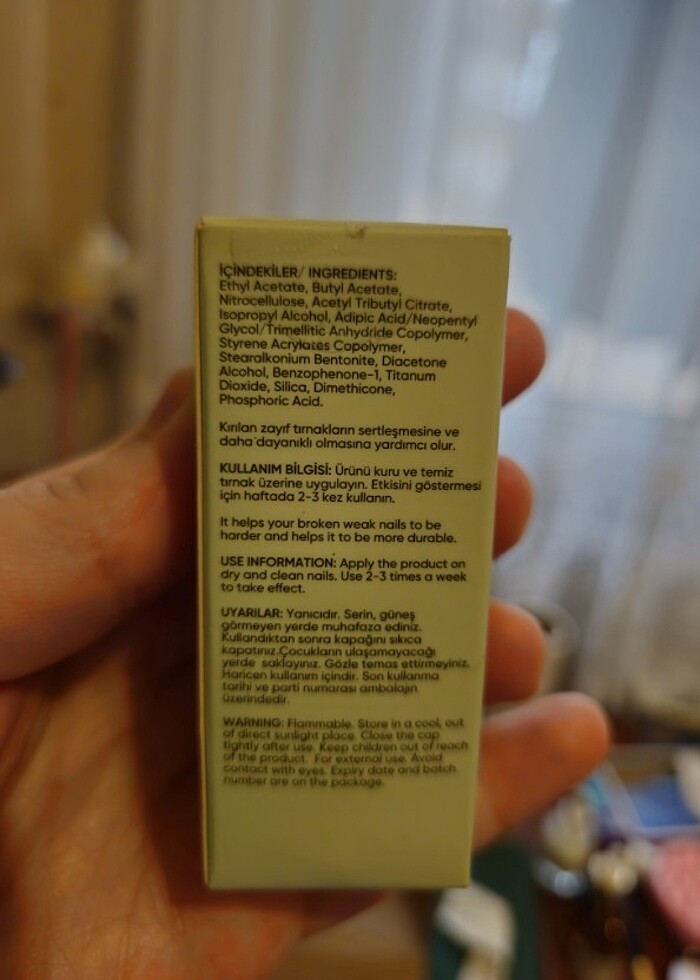 İÇİNDEKİLER/ INGREDIENTS:
Ethyl Acetate, Butyl Acetate,
Nitrocellulose, Acetyl Tributyl Citrate,
Isopropyl Alcohol, Adipic Acid/Neopentyl
Glycol/Trimellitic Anhydride Copolymer,
Styrene Acrylates Copolymer,
Stearalkonium Bentonite, Diacetone
Alcohol, Benzophenone-1, Titanum
Dioxide, Silica, Dimethicone,
Phosphoric Acid.
Kırılan zayıf tırnakların sertleşmesine ve
daha dayanıklı olmasına yardımcı olur.
KULLANIM BİLGİSİ: Ürünü kuru ve temiz
tırnak üzerine uygulayın. Etkisini göstermesi
için haftada 2-3 kez kullanın.
It helps your broken weak nails to be
harder and helps it to be more durable.
USE INFORMATION: Apply the product on
dry and clean nails. Use 2-3 times a week
to take effect.
UYARILAR: Yanıcıdır. Serin, güneş
görmeyen yerde muhafaza ediniz.
Kullandıktan sonra kapağını sıkıca
kapatınız.Çocukların ulaşamayacağı
yerde saklayınız. Gözle temas ettirmeyiniz.
Haricen kullanım içindir. Son kullanma
tarihi ve parti numarası ambalajın
üzerindedir.
WARNING: Flammable. Store in a cool, out
of direct sunlight place. Close the cap
tightly after use. Keep children out of reach
of the product. For external use. Avoid
contact with eyes. Expiry date and batch
number are on the package.